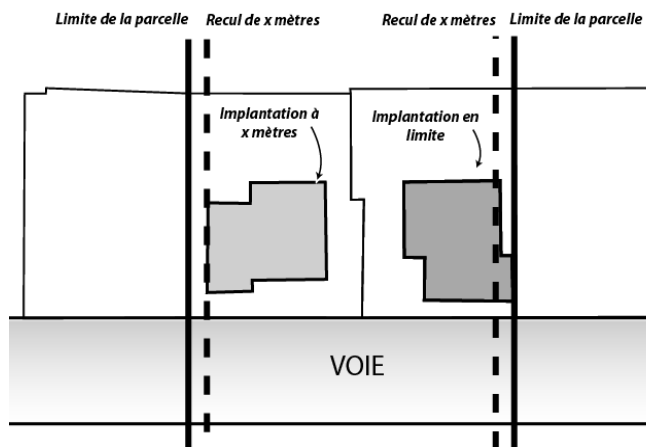 Limite de la parcelle
Recul de x mètres
Recul de x mètres
Limite de la parcelle
Implantation à
x mètres
Implantation en
limite
VOIE